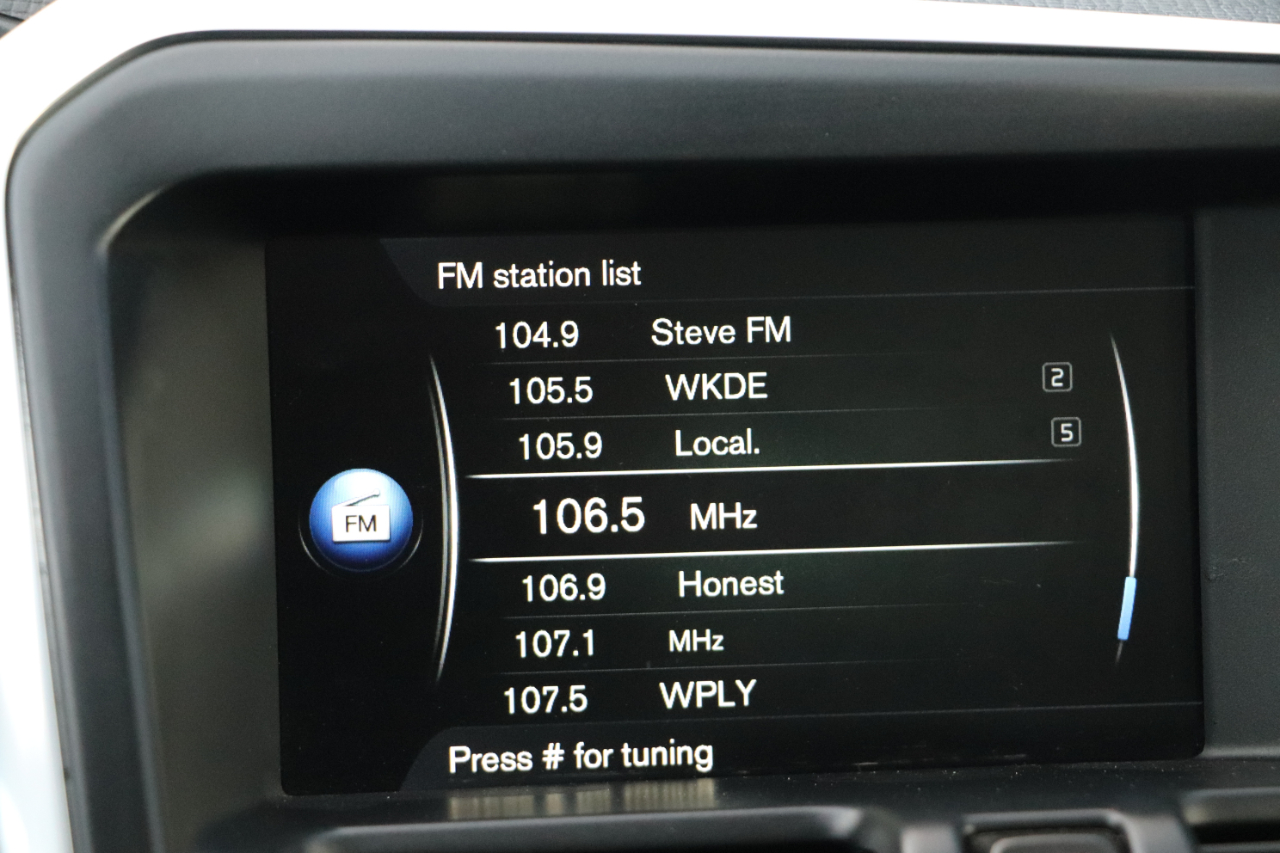 FM station list
104.9 Steve FM
105.5 WKDE 2
105.9 Local. 5
FM
106.5 MHz
106.9 Honest
107.1 MHz
107.5 WPLY
Press # for tuning